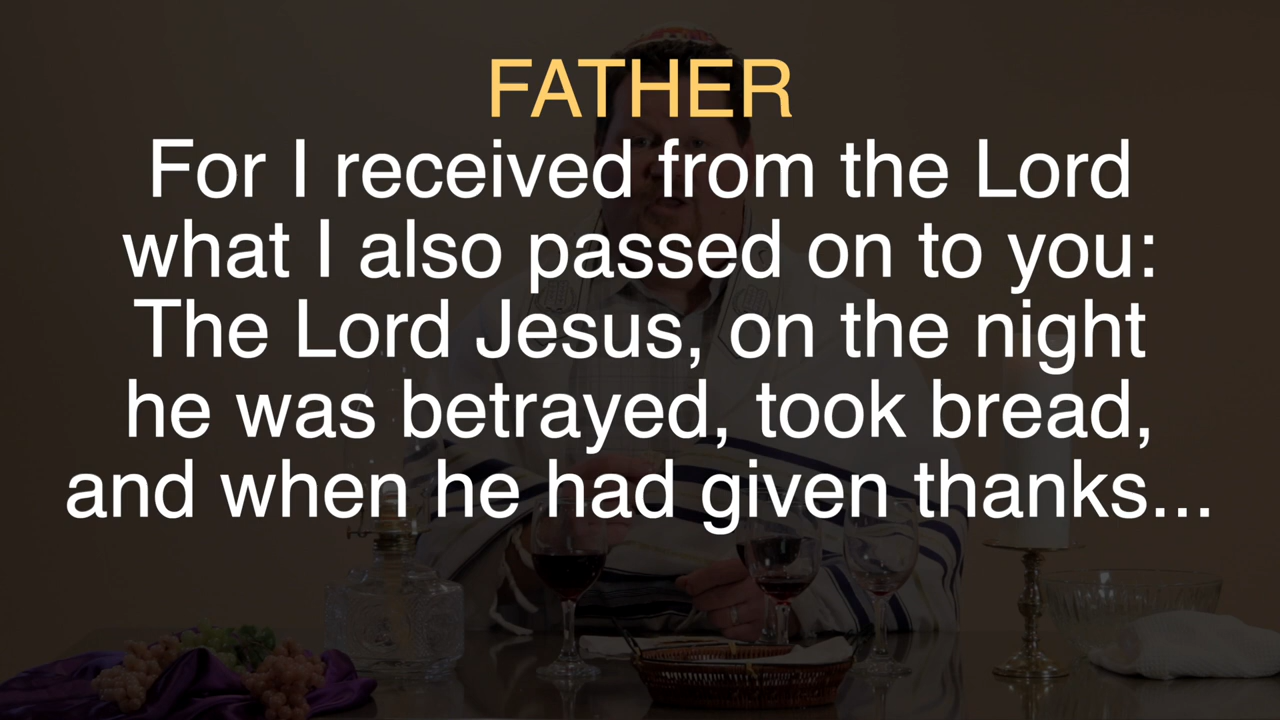 FATHER
For I received from the Lord
what I also passed on to you:
The Lord Jesus, on the night
he was betrayed, took bread,
and when he had given thanks...